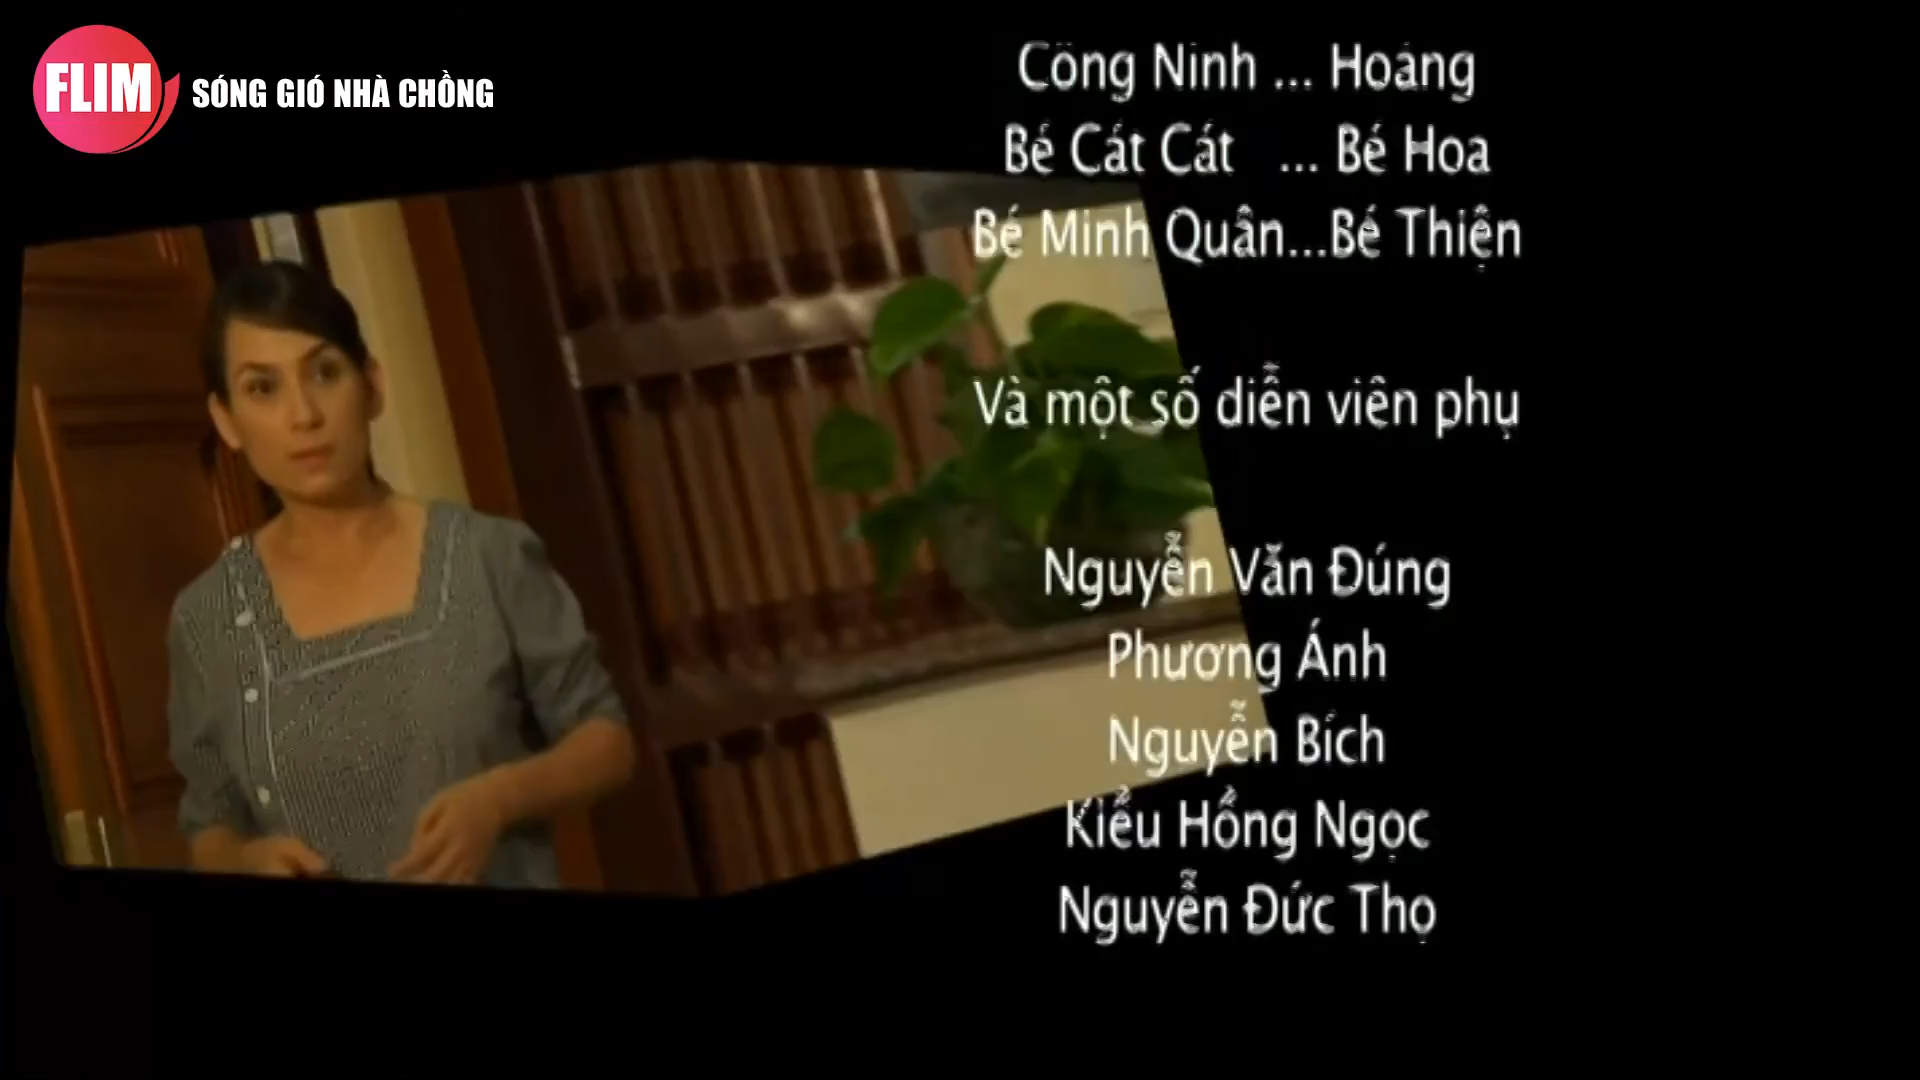 FLIM
SÓNG GIÓ NHÀ CHỒNG
Công Ninh ... Hoàng
Bé Cát Cát ... Bé Hoa
Bé Minh Quân...Bé Thiện
Và một số diễn viên phụ
Nguyễn Văn Đúng
Phương Ánh
Nguyễn Bích
Kiều Hồng Ngọc
Nguyễn Đức Thọ